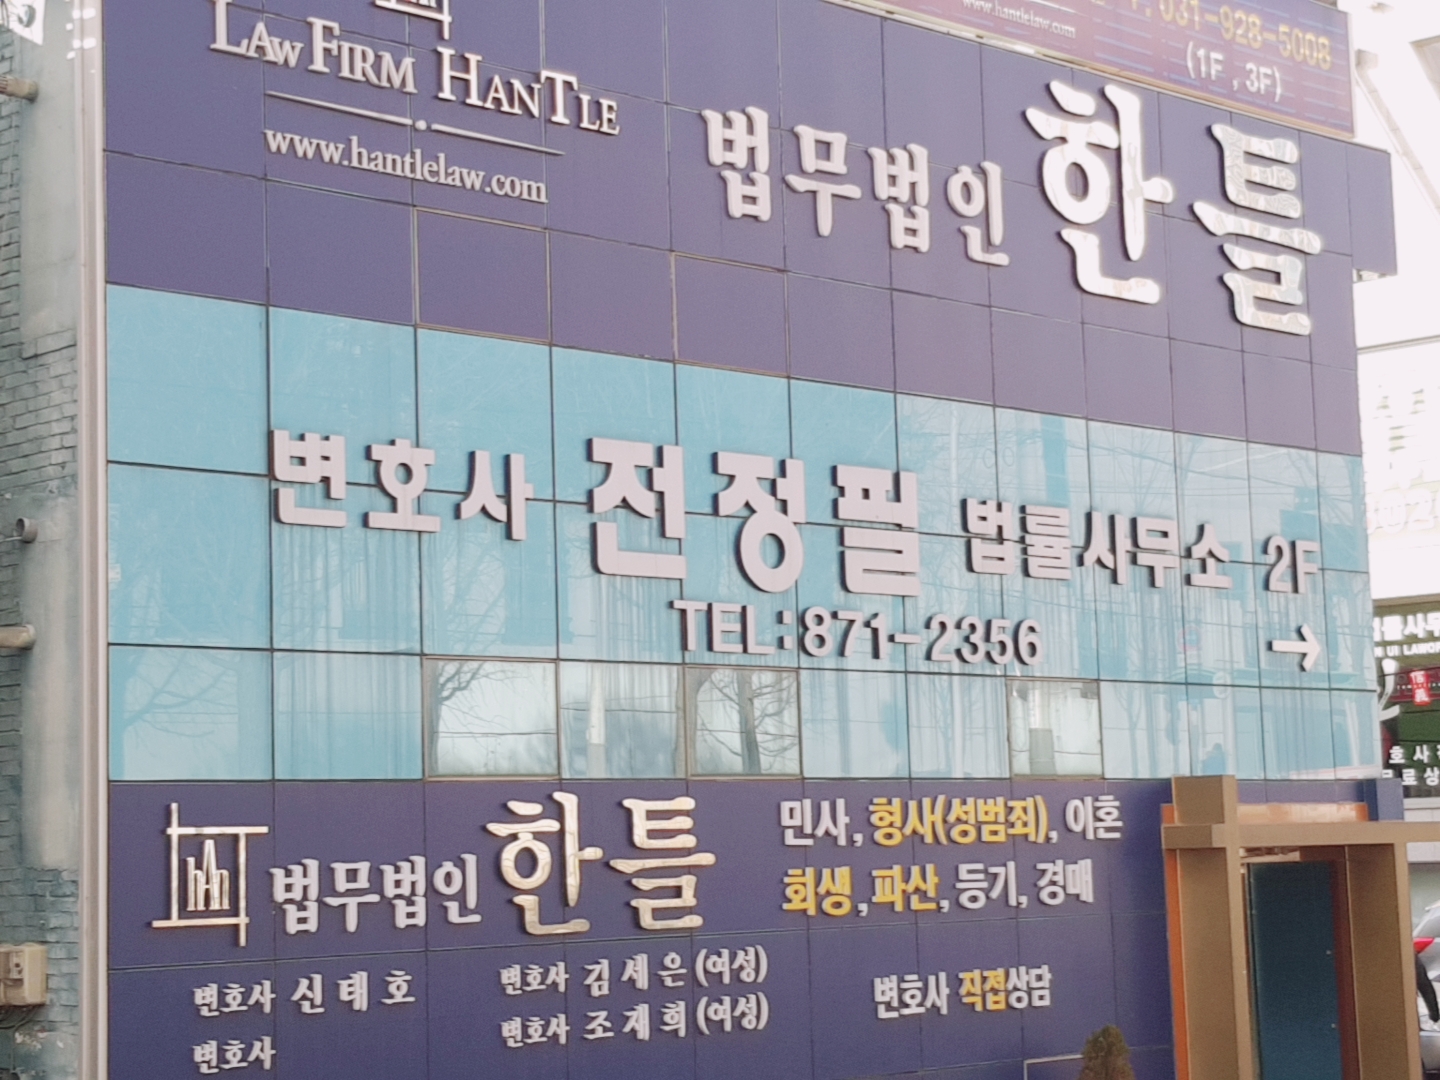 031-928-5008
www.hantlelaw.com
(1F, 3F)
LAW FIRM HANTLE
www.hantlelaw.com
법무법인 한틀
변호사 전정필 법률사무소 2F
TEL:871-2356
→
법무법인 한틀
민사, 형사(성범죄), 이혼
회생, 파산, 등기, 경매
변호사 신태호
변호사 김세은(여성)
변호사
변호사 조재희(여성)
변호사 직접상담